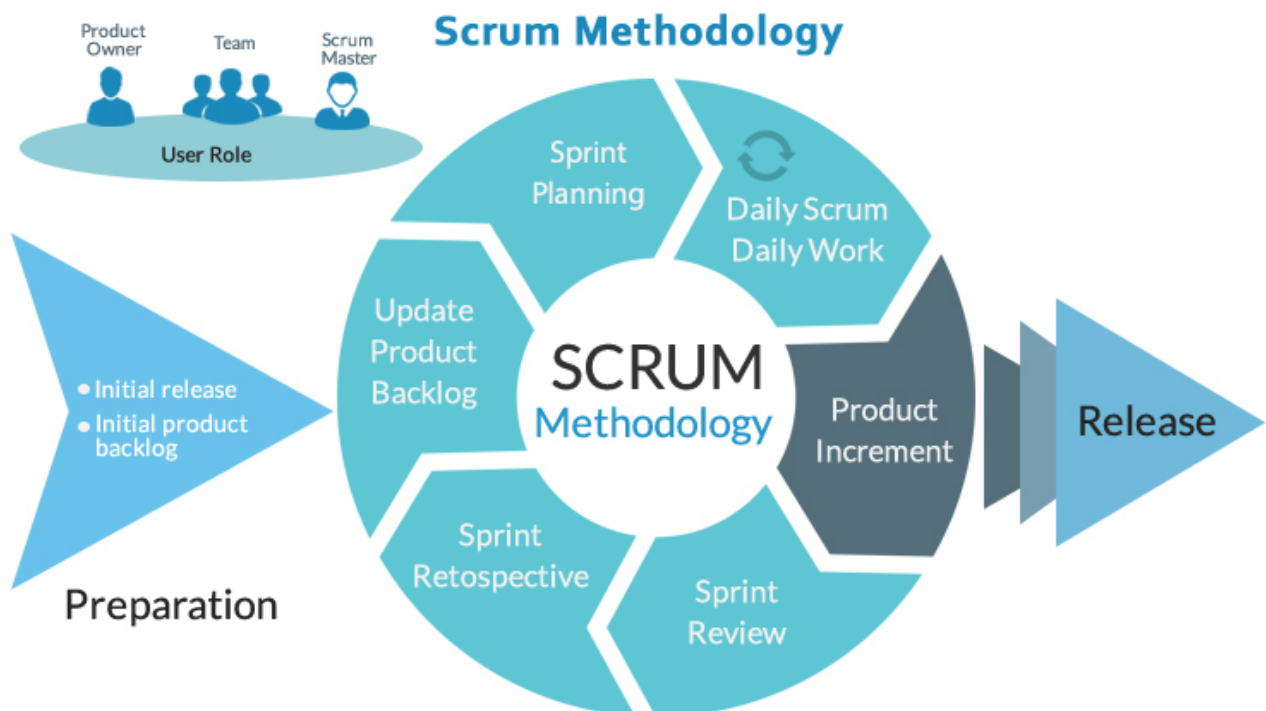 Scrum Methodology
Product
Owner
Team
Scrum
Master
User Role
Sprint
Planning
Daily Scrum
Daily Work
Update
Product
Backlog
SCRUM
Methodology
Product
Increment
Sprint
Retospective
Sprint
Review
Initial release
Initial product
backlog
Preparation
Release